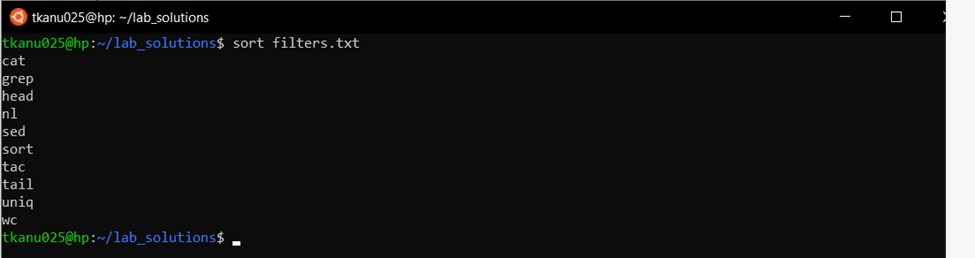 tkanu025@hp: ~/lab_solutions
tkanu025@hp:~/lab_solutions$ sort filters.txt
cat
grep
head
nl
sed
sort
tac
tail
uniq
wc
tkanu025@hp:~/lab_solutions$